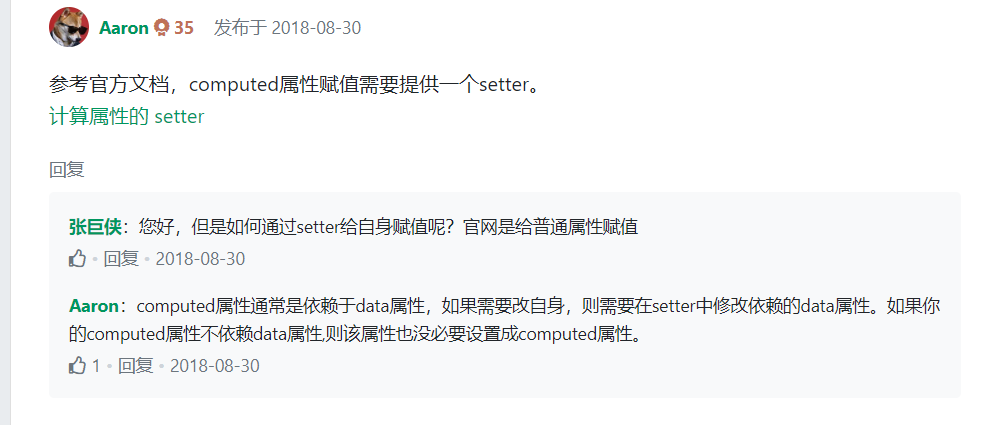 Aaron 35 发布于 2018-08-30
参考官方文档，computed属性赋值需要提供一个setter。
计算属性的 setter
回复
张巨侠：您好，但是如何通过setter给自身赋值呢？官网是给普通属性赋值
• 回复 • 2018-08-30
Aaron：computed属性通常是依赖于data属性，如果需要改自身，则需要在setter中修改依赖的data属性。如果你
的computed属性不依赖data属性,则该属性也没必要设置成computed属性。
1 • 回复 • 2018-08-30